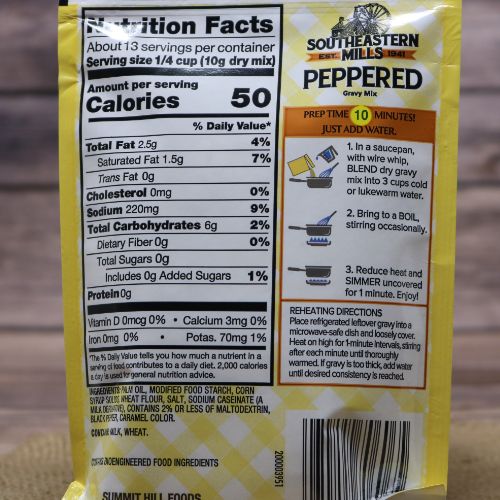 Nutrition Facts
About 13 servings per container
Serving size 1/4 cup (10g dry mix)
Amount per serving
Calories 50
% Daily Value*
Total Fat 2.5g 4%
Saturated Fat 1.5g 7%
Trans Fat 0g
Cholesterol 0mg 0%
Sodium 220mg 9%
Total Carbohydrates 6g 2%
Dietary Fiber 0g 0%
Total Sugars 0g
Includes 0g Added Sugars 1%
Protein 0g
Vitamin D 0mcg 0% • Calcium 3mg 0%
Iron 0mg 0% • Potas. 70mg 1%
*The % Daily Value tells you how much a nutrient in a
serving of food contributes to a daily diet. 2,000 calories
a day is used for general nutrition advice.
INGREDIENTS: PALM OIL, MODIFIED FOOD STARCH, CORN
SYRUP SOLIDS, WHEAT FLOUR, SALT, SODIUM CASEINATE (A
MILK DERIVATIVE), CONTAINS 2% OR LESS OF MALTODEXTRIN,
BLACK PEPPER, CARAMEL COLOR.
CONTAINS: MILK, WHEAT.
CONTAINS BIOENGINEERED FOOD INGREDIENTS
SUMMIT HILL FOODS
SOUTHEASTERN
EST. MILLS 1941
PEPPERED
Gravy Mix
PREP TIME 10 MINUTES!
JUST ADD WATER.
1. In a saucepan,
with wire whip,
BLEND dry gravy
mix into 3 cups cold
or lukewarm water.
2. Bring to a BOIL,
stirring occasionally.
3. Reduce heat and
SIMMER uncovered
for 1 minute. Enjoy!
REHEATING DIRECTIONS
Place refrigerated leftover gravy into a
microwave-safe dish and loosely cover.
Heat on high for 1-minute intervals, stirring
after each minute until thoroughly
warmed. If gravy is too thick, add water
until desired consistency is reached.
200003951